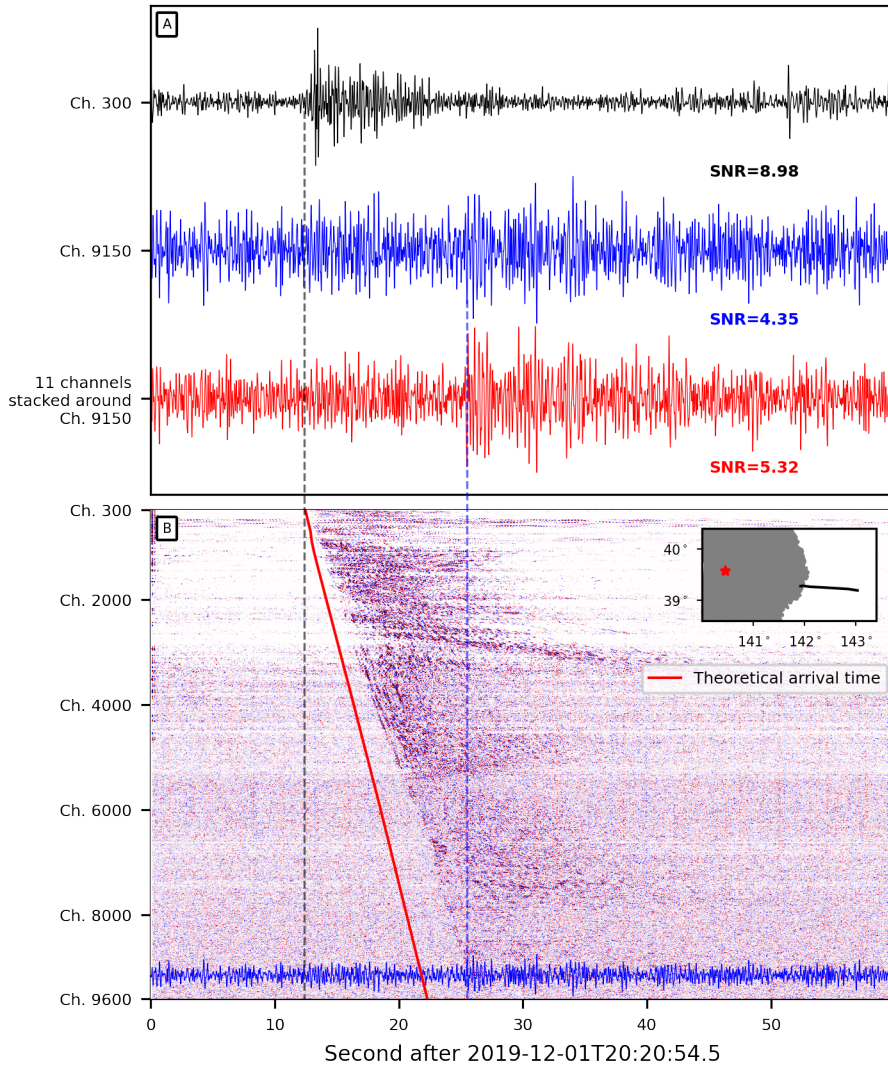 A
Ch. 300
SNR=8.98
Ch. 9150
SNR=4.35
11 channels
stacked around
Ch. 9150
SNR=5.32
B
Ch. 300
40°
39°
141° 142° 143°
Theoretical arrival time
Ch. 2000
Ch. 4000
Ch. 6000
Ch. 8000
Ch. 9600
0 10 20 30 40 50
Second after 2019-12-01T20:20:54.5